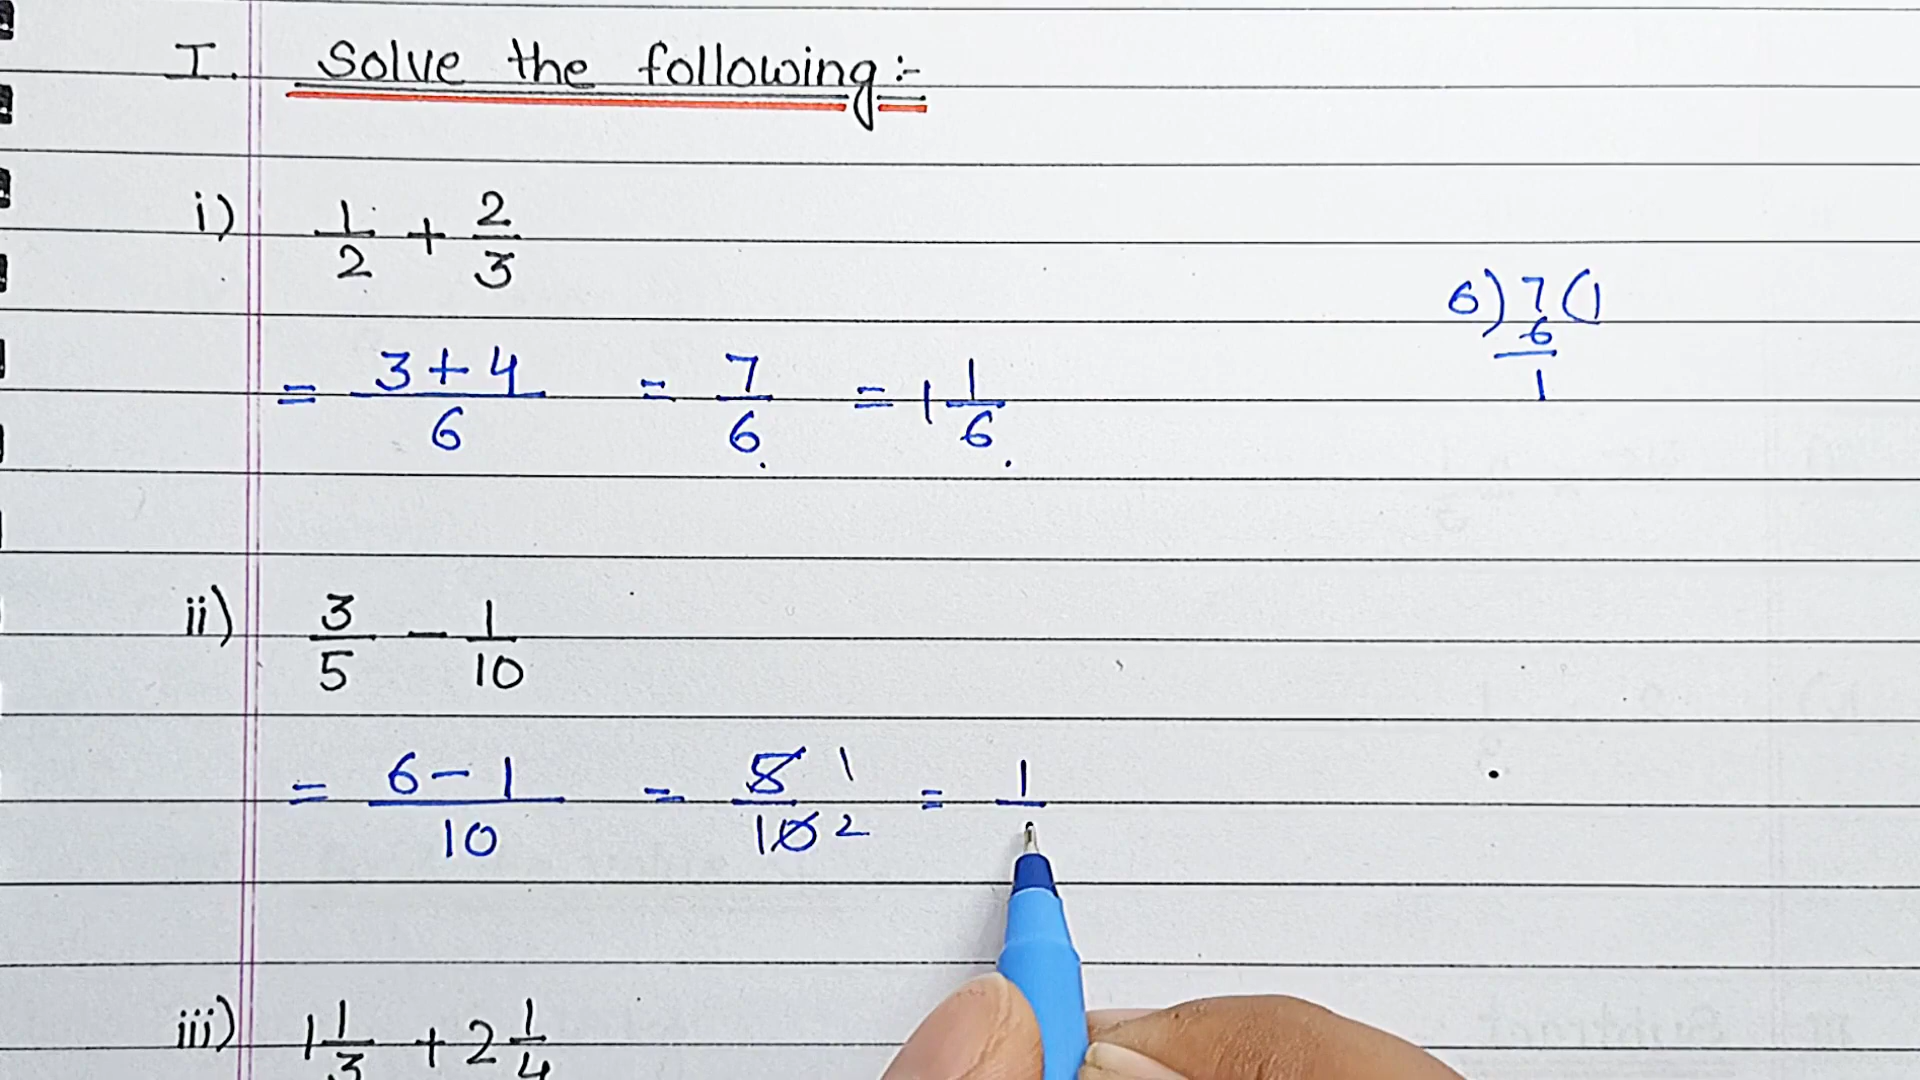 I. Solve the following:-
i) 1/2 + 2/3
= 3+4/6 = 7/6 = 1 1/6.
6)7(1
6
1
ii) 3/5 - 1/10
= 6-1/10 = 5/10 1 2 = 1/
iii) 1 1/3 + 2 1/4